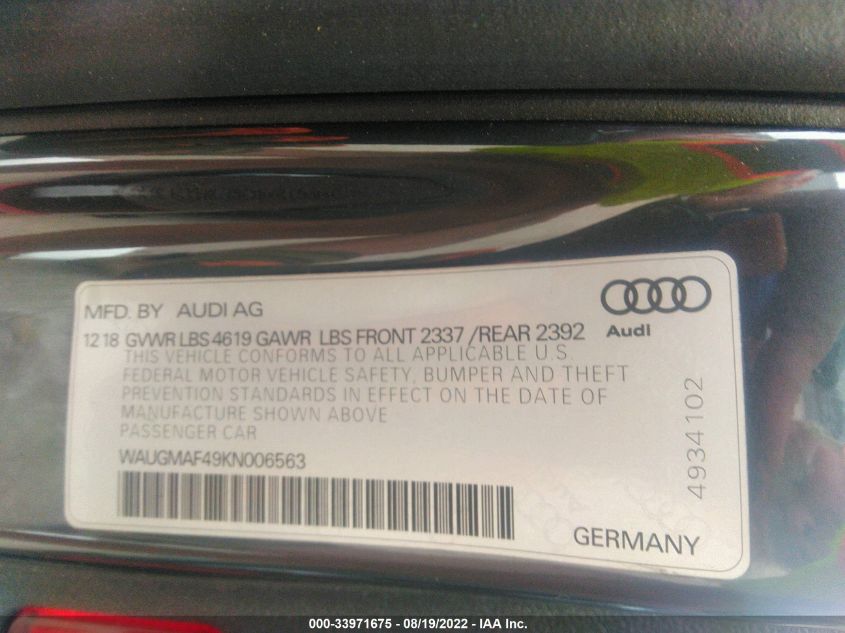 MFD. BY AUDI AG
Audi
12 18 GVWR LBS 4619 GAWR LBS FRONT 2337 / REAR 2392
THIS VEHICLE CONFORMS TO ALL APPLICABLE U.S.
FEDERAL MOTOR VEHICLE SAFETY, BUMPER AND THEFT
PREVENTION STANDARDS IN EFFECT ON THE DATE OF
MANUFACTURE SHOWN ABOVE
PASSENGER CAR
WAUGMAF49KN006563
4934102
GERMANY
000-33971675 - 08/19/2022 - IAA Inc.